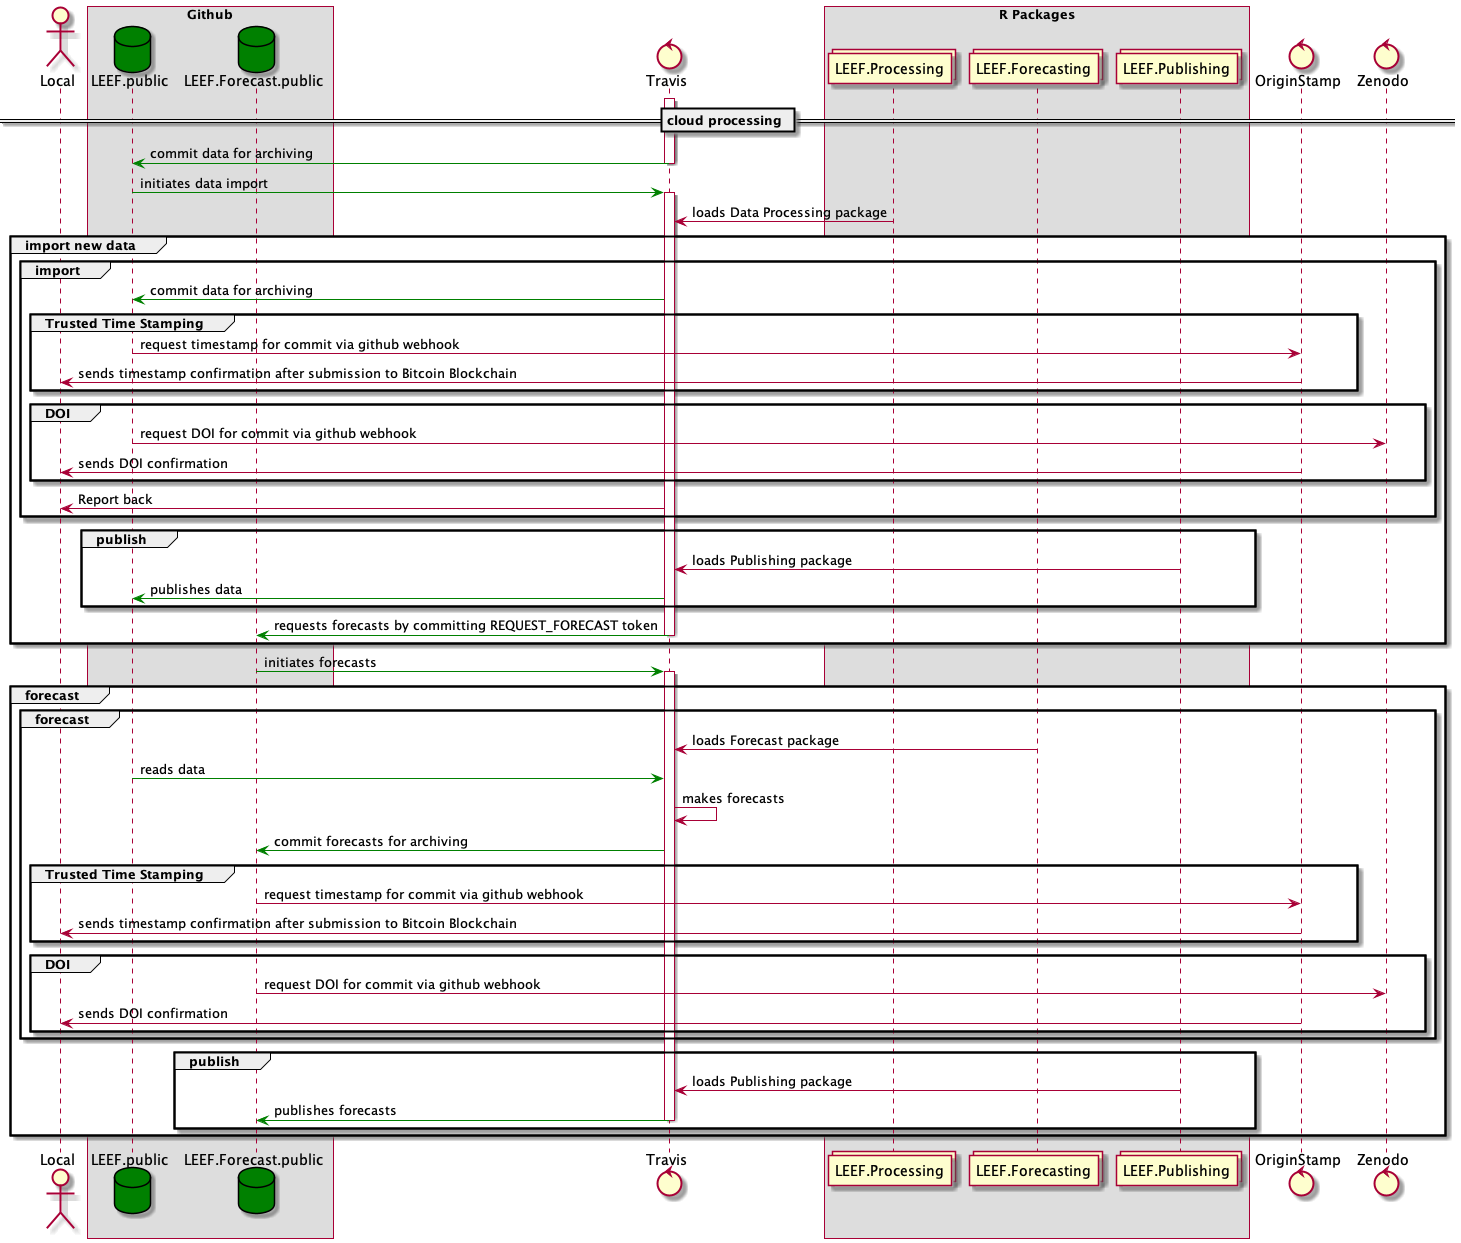 Github
R Packages
Local
LEEF.public
LEEF.Forecast.public
Travis
LEEF.Processing
LEEF.Forecasting
LEEF.Publishing
OriginStamp
Zenodo
cloud processing
commit data for archiving
initiates data import
loads Data Processing package
import new data
import
commit data for archiving
Trusted Time Stamping
request timestamp for commit via github webhook
sends timestamp confirmation after submission to Bitcoin Blockchain
DOI
request DOI for commit via github webhook
sends DOI confirmation
Report back
publish
loads Publishing package
publishes data
requests forecasts by committing REQUEST_FORECAST token
initiates forecasts
forecast
forecast
loads Forecast package
reads data
makes forecasts
commit forecasts for archiving
Trusted Time Stamping
request timestamp for commit via github webhook
sends timestamp confirmation after submission to Bitcoin Blockchain
DOI
request DOI for commit via github webhook
sends DOI confirmation
publish
loads Publishing package
publishes forecasts
Local
LEEF.public
LEEF.Forecast.public
Travis
LEEF.Processing
LEEF.Forecasting
LEEF.Publishing
OriginStamp
Zenodo